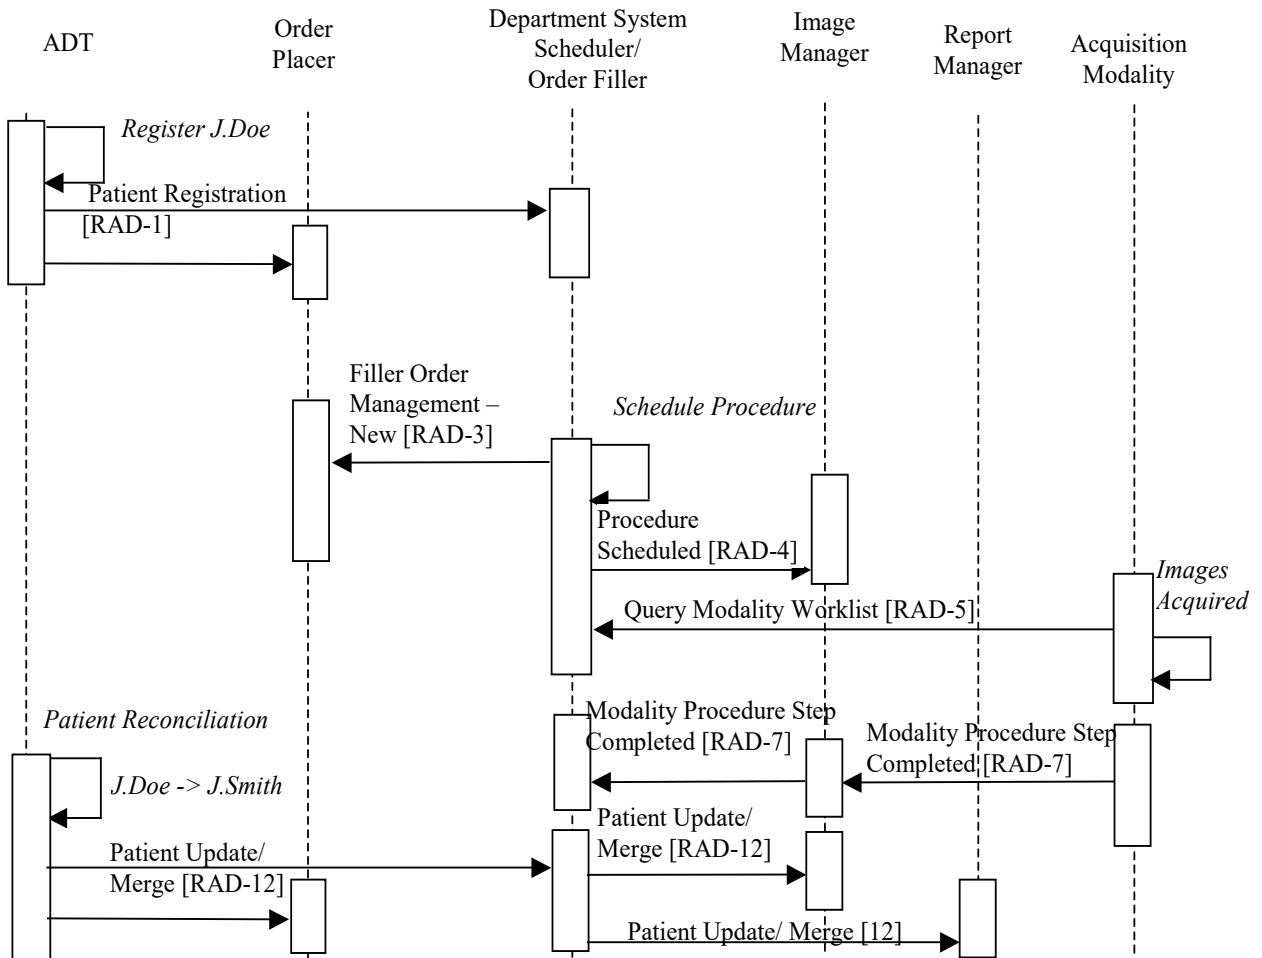 ADT
Order
Placer
Department System
Scheduler/
Order Filler
Image
Manager
Report
Manager
Acquisition
Modality
Register J.Doe
Patient Registration
[RAD-1]
Filler Order
Management –
New [RAD-3]
Schedule Procedure
Procedure
Scheduled [RAD-4]
Images
Acquired
Query Modality Worklist [RAD-5]
Patient Reconciliation
Modality Procedure Step
Completed [RAD-7]
Modality Procedure Step
Completed [RAD-7]
J.Doe -> J.Smith
Patient Update/
Merge [RAD-12]
Patient Update/
Merge [RAD-12]
Patient Update/ Merge [12]